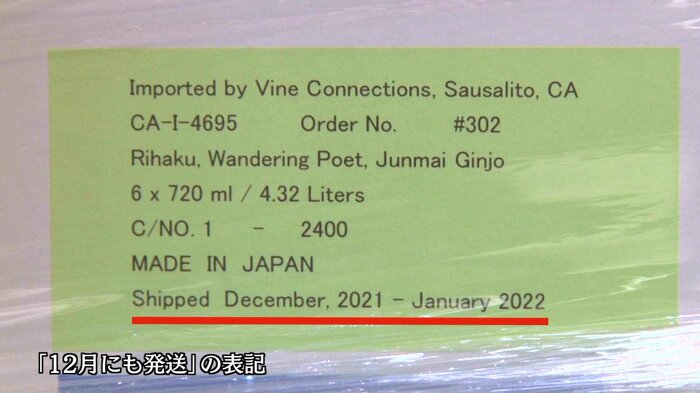 Imported by Vine Connections, Sausalito, CA
CA-I-4695 Order No. #302
Rihaku, Wandering Poet, Junmai Ginjo
6 x 720 ml / 4.32 Liters
C/NO. 1 - 2400
MADE IN JAPAN
Shipped December, 2021 - January 2022
「12月にも発送」の表記